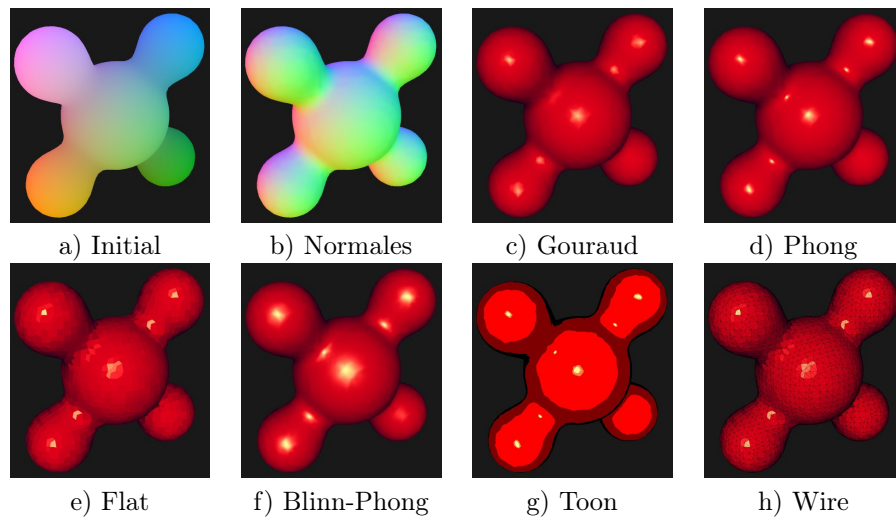 a) Initial
b) Normales
c) Gouraud
d) Phong
e) Flat
f) Blinn-Phong
g) Toon
h) Wire